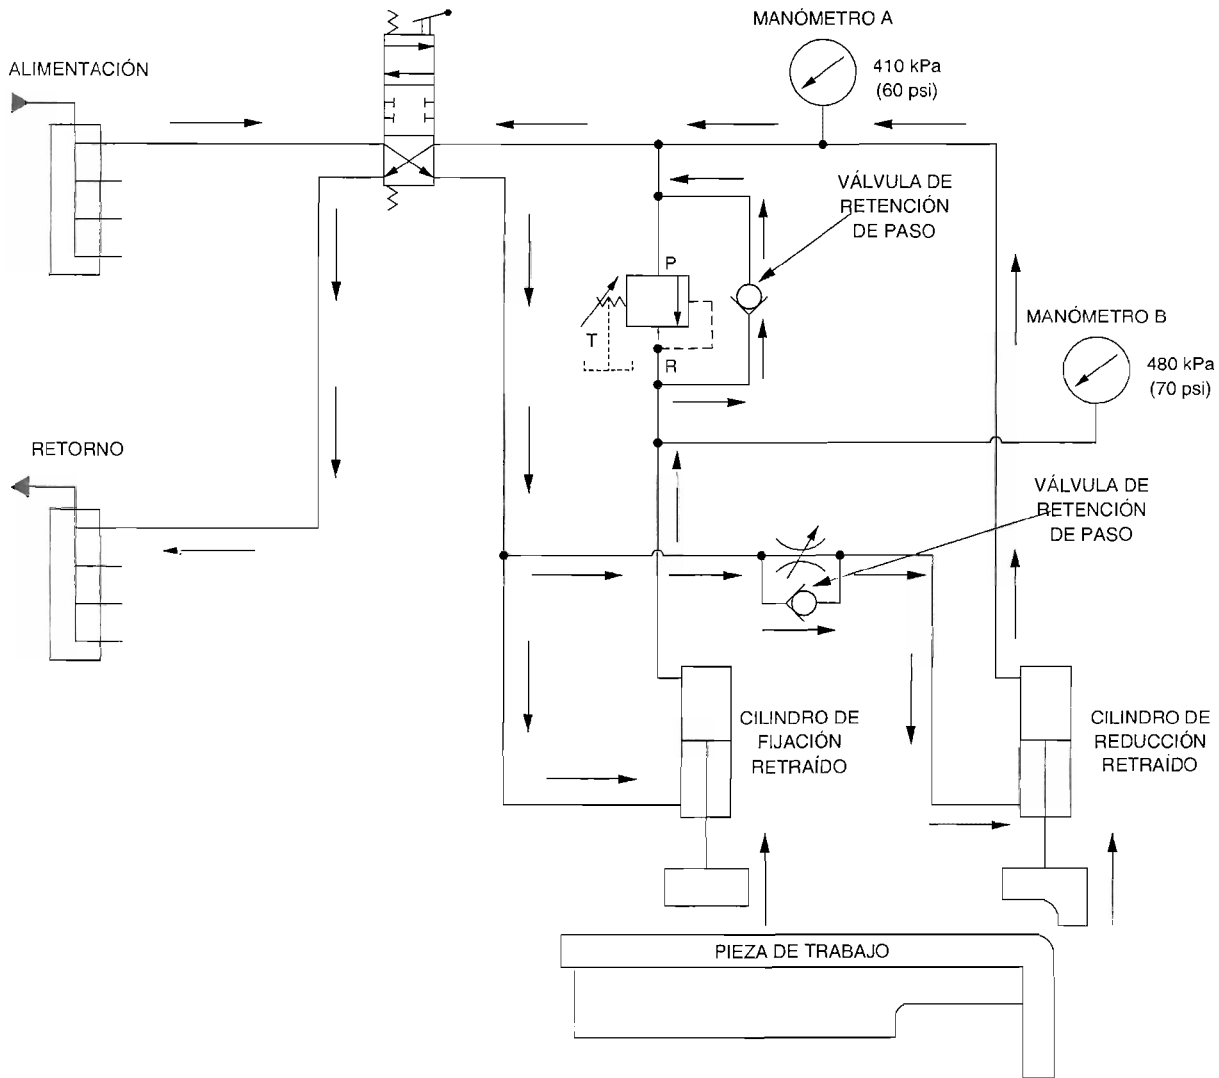 MANÓMETRO A
410 kPa
(60 psi)
ALIMENTACIÓN
VÁLVULA DE
RETENCIÓN
DE PASO
P
T
R
MANÓMETRO B
480 kPa
(70 psi)
RETORNO
VÁLVULA DE
RETENCIÓN
DE PASO
CILINDRO DE
FIJACIÓN
RETRAÍDO
CILINDRO DE
REDUCCIÓN
RETRAÍDO
PIEZA DE TRABAJO